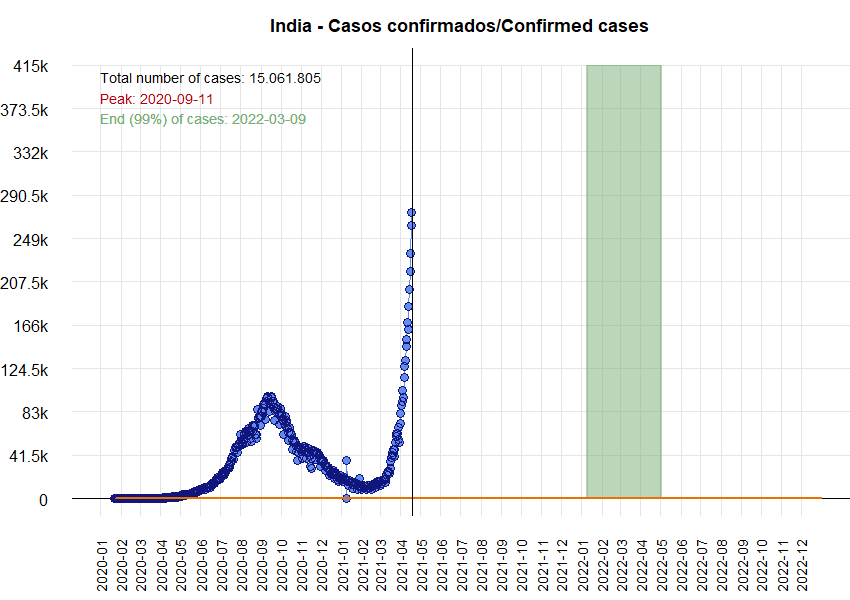 India - Casos confirmados/Confirmed cases
415k
Total number of cases: 15.061.805
Peak: 2020-09-11
373.5k
End (99%) of cases: 2022-03-09
332k
290.5k
249k
207.5k
166k
124.5k
83k
41.5k
0
2020-01
2020-02
2020-03
2020-04
2020-05
2020-06
2020-07
2020-08
2020-09
2020-10
2020-11
2020-12
2021-01
2021-02
2021-03
2021-04
2021-05
2021-06
2021-07
2021-08
2021-09
2021-10
2021-11
2021-12
2022-01
2022-02
2022-03
2022-04
2022-05
2022-06
2022-07
2022-08
2022-09
2022-10
2022-11
2022-12